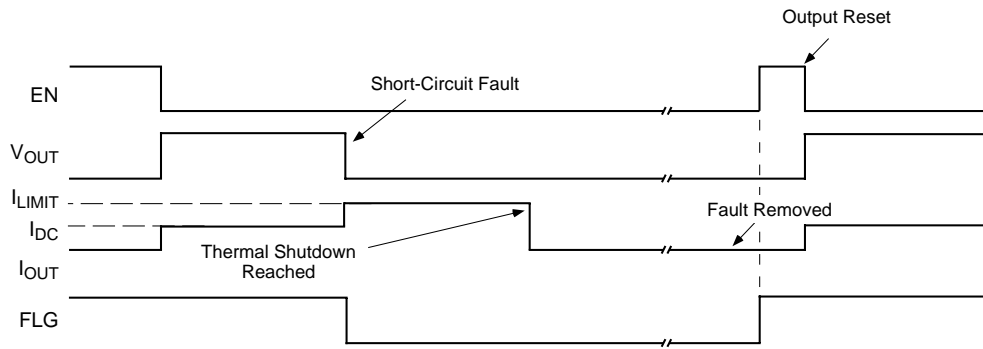 Output Reset
EN
Short-Circuit Fault
VOUT
ILIMIT
IDC
Fault Removed
Thermal Shutdown
Reached
IOUT
FLG